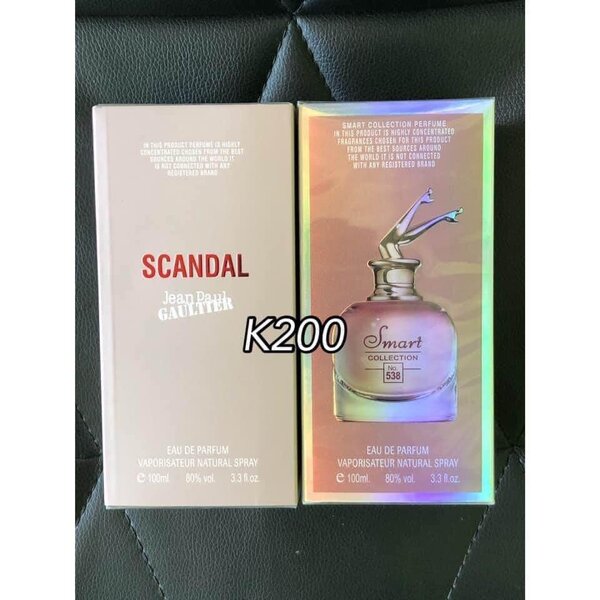 IN THIS PRODUCT PERFUME IS HIGHLY
CONCENTRATED CHOSEN FROM THE BEST
SOURCES AROUND THE WORLD IT
IS NOT CONNECTED WITH ANY
REGISTERED BRAND
SCANDAL
Jean Paul
GAULTIER
EAU DE PARFUM
VAPORISATEUR NATURAL SPRAY
e 100ml. 80% vol. 3.3 fl.oz.
SMART COLLECTION PERFUME
IN THIS PRODUCT IS HIGHLY CONCENTRATED
FRAGRANCES CHOSEN FOR THIS PRODUCT
FROM THE BEST SOURCES AROUND
THE WORLD IT IS NOT CONNECTED
WITH ANY REGISTERED BRAND
Smart
COLLECTION
No.
538
EAU DE PARFUM
VAPORISATEUR NATURAL SPRAY
e 100ml. 80% vol. 3.3 fl.oz.
K200